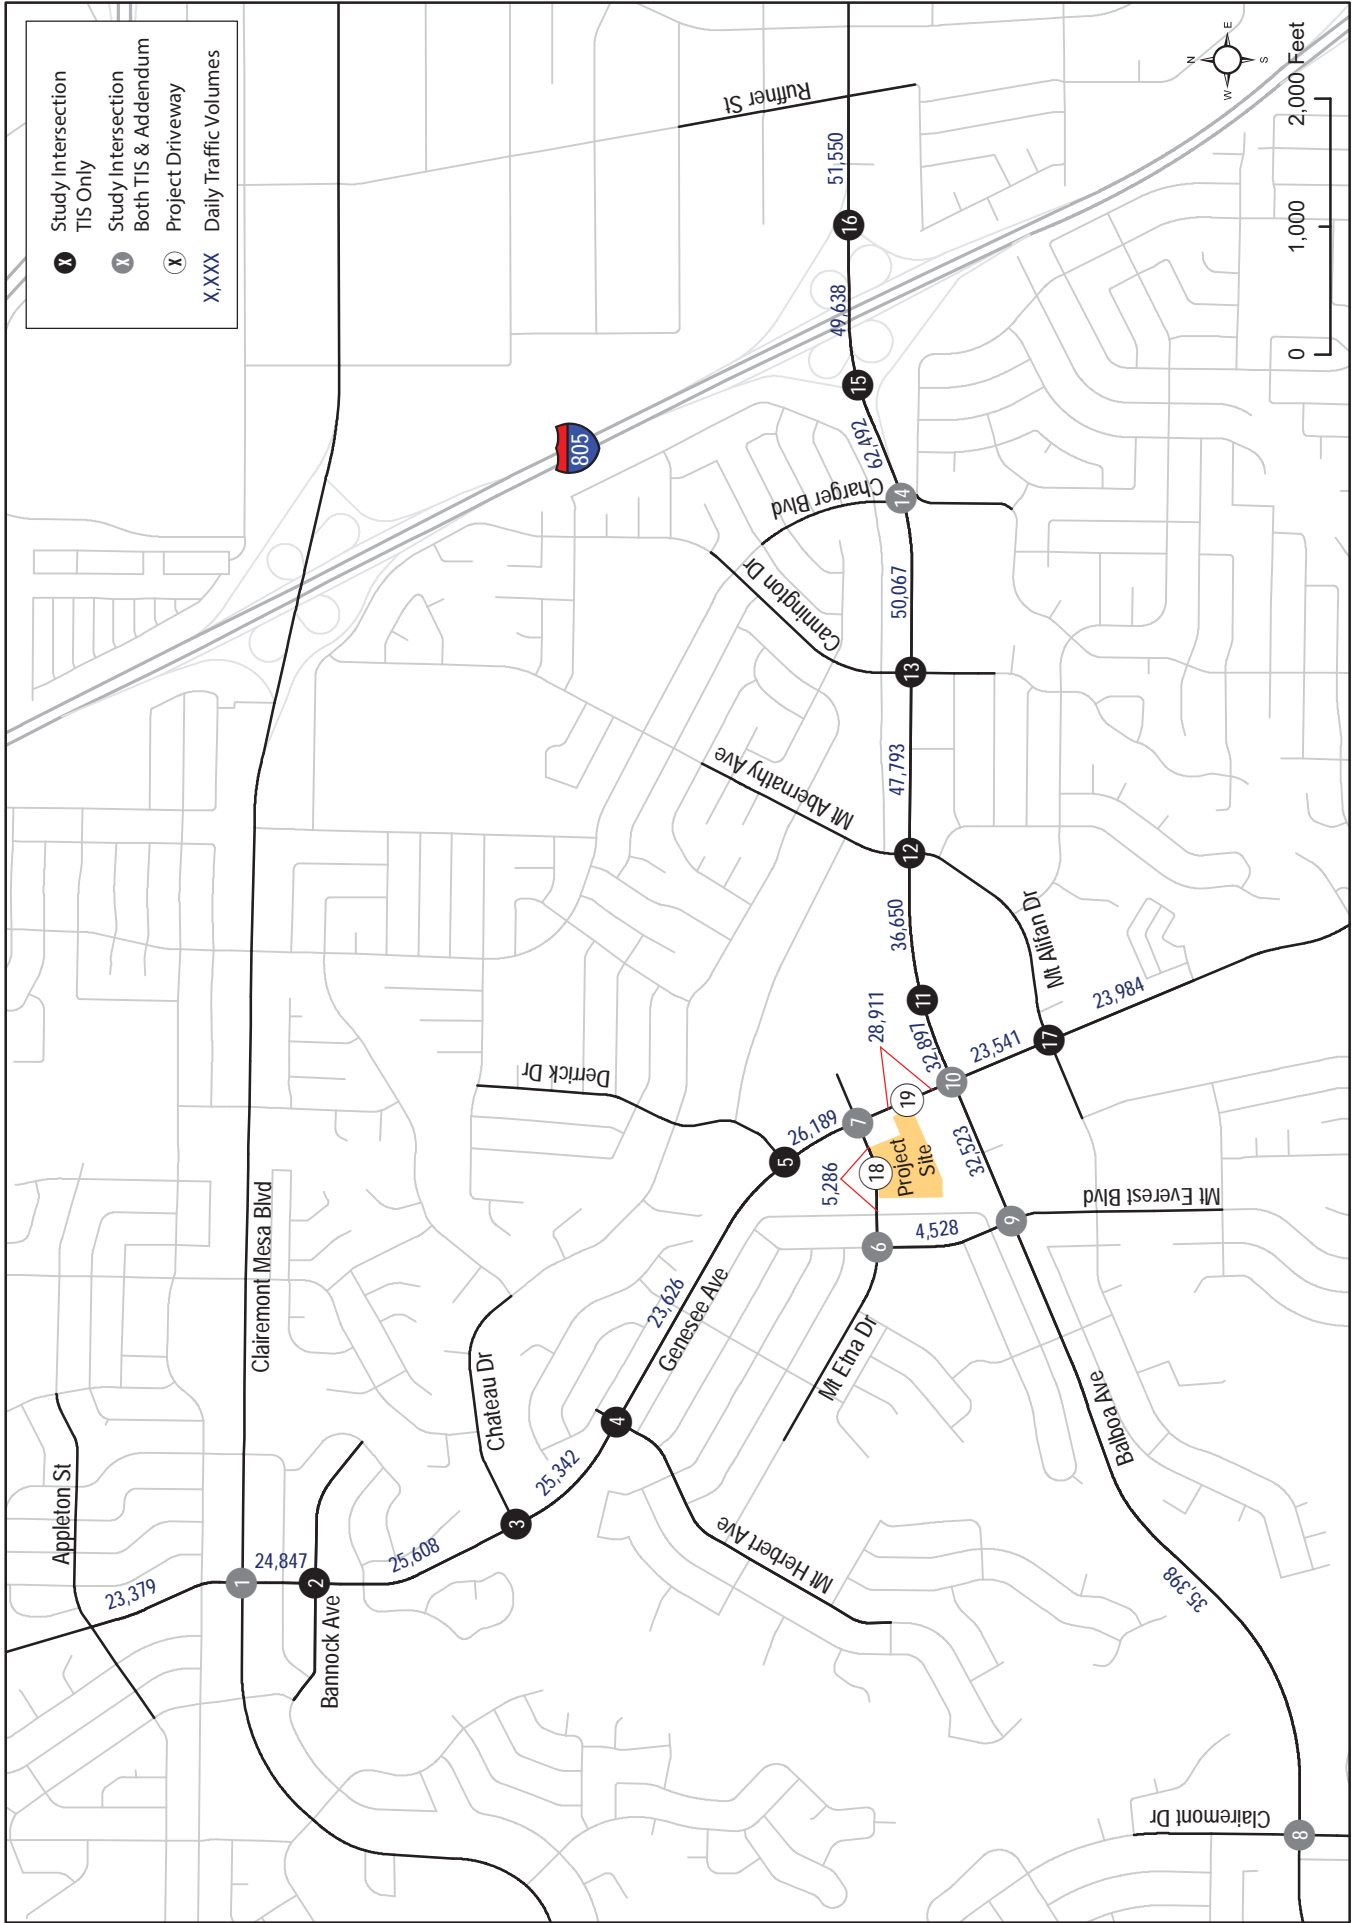 Study Intersection
TIS Only
Study Intersection
Both TIS & Addendum
Project Driveway
Daily Traffic Volumes
X
X
X
X,XXX
N
E
S
W
0
1,000
2,000 Feet
805
Appleton St
Clairemont Mesa Blvd
Bannock Ave
Chateau Dr
Genesee Ave
Derrick Dr
Mt Herbert Ave
Mt Etna Dr
Mt Everest Blvd
Balboa Ave
Clairemont Dr
Mt Alifan Dr
Mt Abernathy Ave
Cannington Dr
Charger Blvd
Ruffner St
Project
Site
23,379
24,847
25,608
25,342
23,626
26,189
5,286
28,911
4,528
32,523
35,398
32,897
23,541
23,984
36,650
47,793
50,067
62,492
49,638
51,550
1
2
3
4
5
6
7
8
9
10
11
12
13
14
15
16
17
18
19